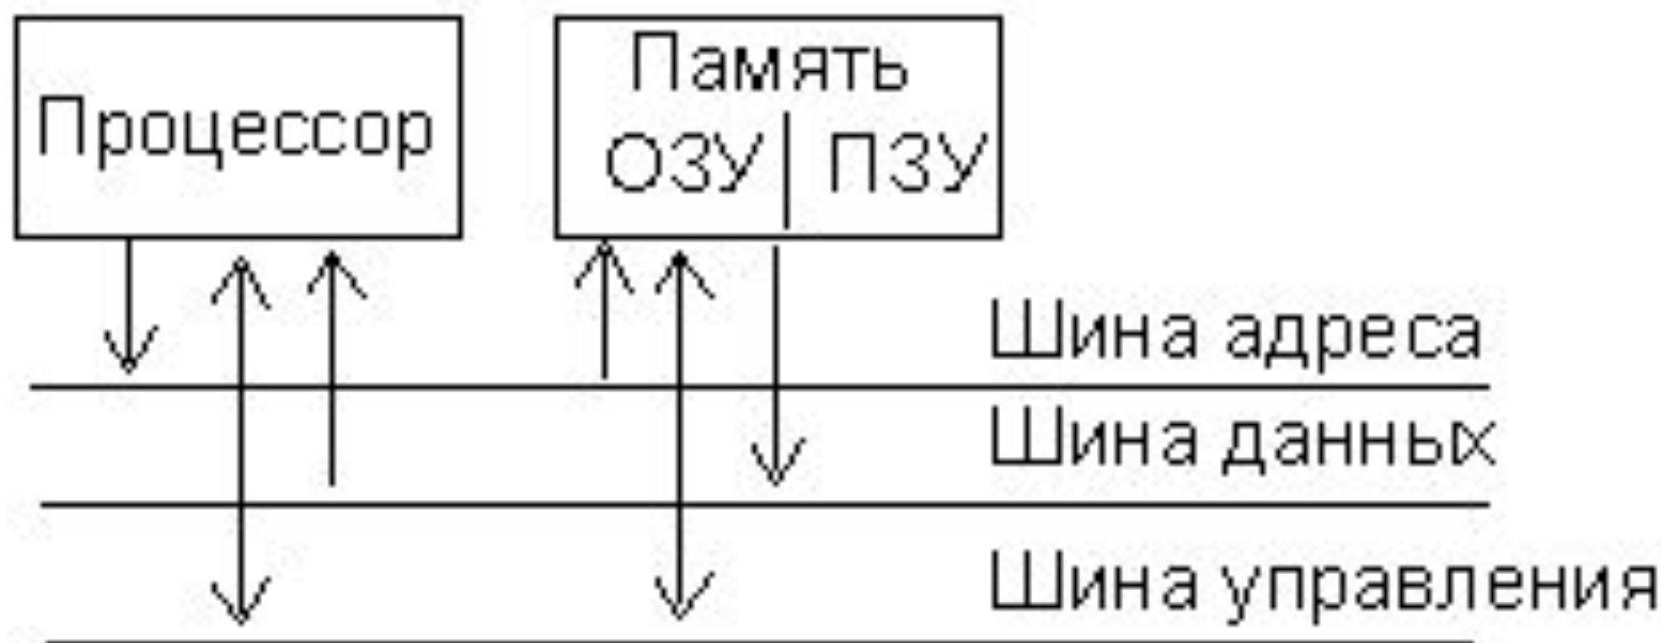 Процессор
Память
ОЗУ | ПЗУ
Шина адреса
Шина данных
Шина управления